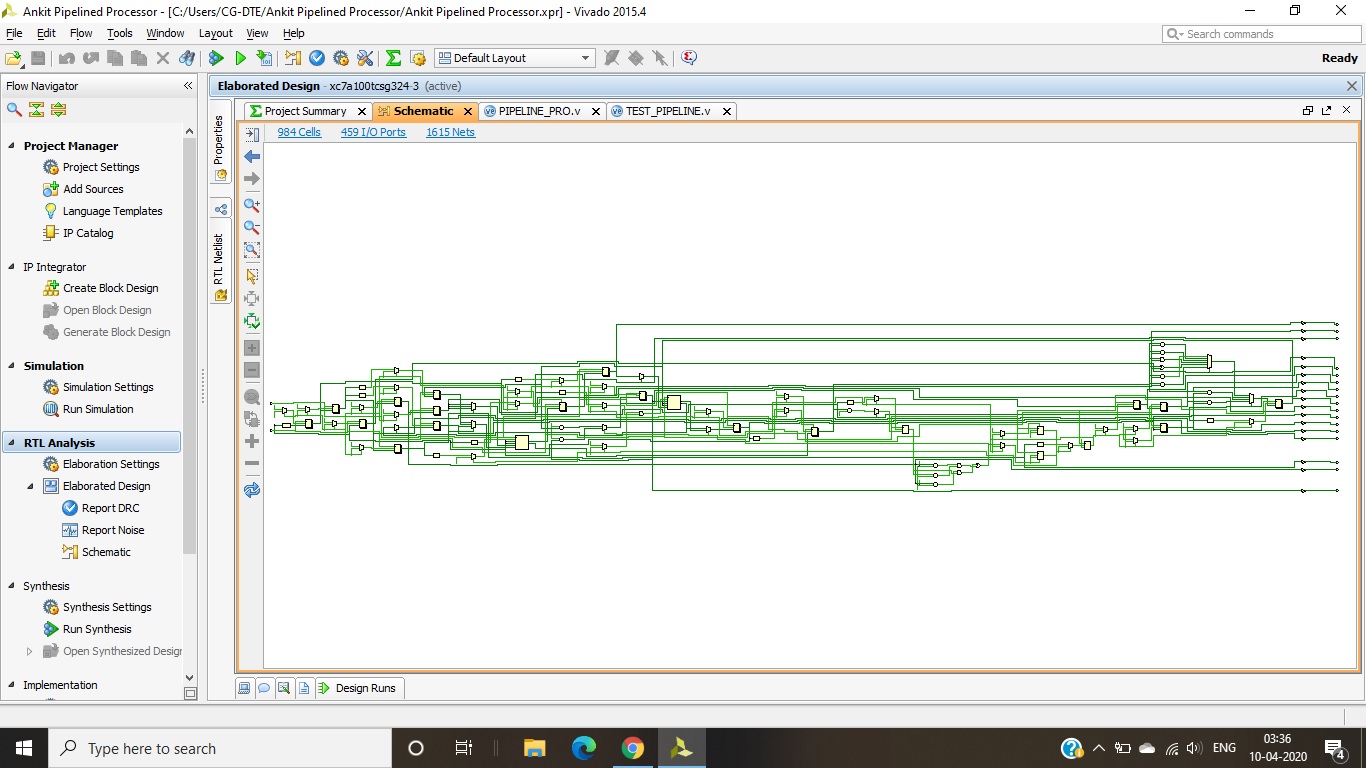 Ankit Pipelined Processor - [C:/Users/CG-DTE/Ankit Pipelined Processor/Ankit Pipelined Processor.xpr] - Vivado 2015.4
File Edit Flow Tools Window Layout View Help
Search commands
Default Layout
Ready
Flow Navigator
Elaborated Design - xc7a100tcsg324-3 (active)
Project Summary
Schematic
PIPELINE_PRO.v
TEST_PIPELINE.v
984 Cells 459 I/O Ports 1615 Nets
Properties
RTL Netlist
Project Manager
Project Settings
Add Sources
Language Templates
IP Catalog
IP Integrator
Create Block Design
Open Block Design
Generate Block Design
Simulation
Simulation Settings
Run Simulation
RTL Analysis
Elaboration Settings
Elaborated Design
Report DRC
Report Noise
Schematic
Synthesis
Synthesis Settings
Run Synthesis
Open Synthesized Design
Implementation
Design Runs
Type here to search
ENG
03:36
10-04-2020
4